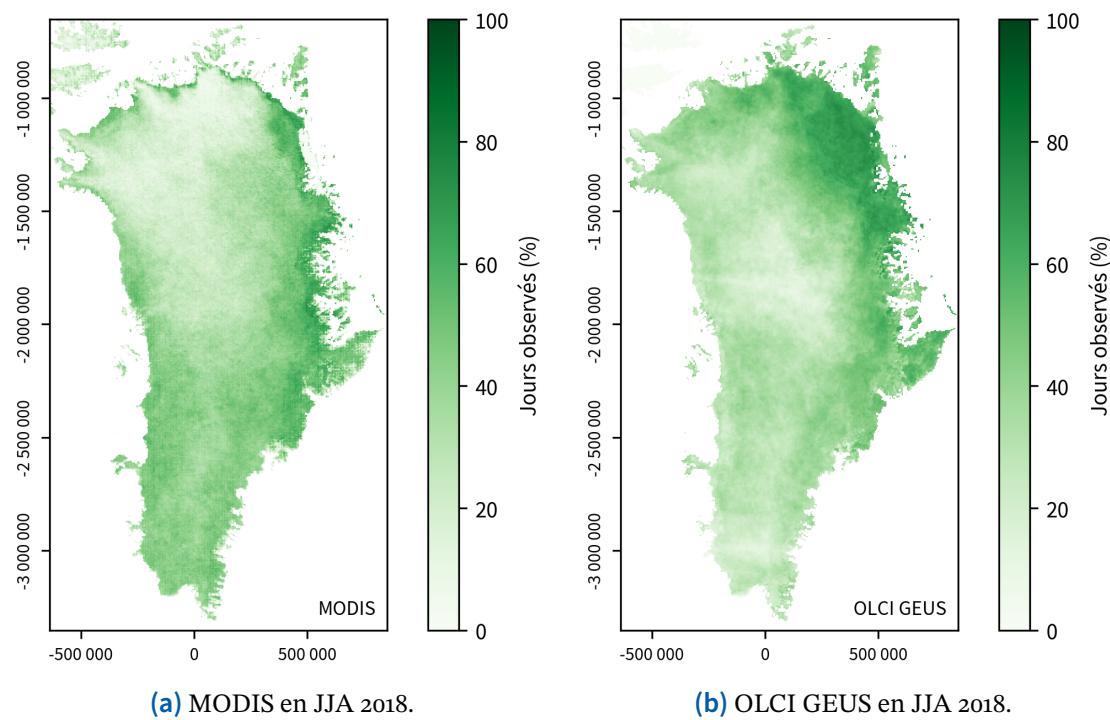 100
80
60
40
20
0
Jours observés (%)
-1 000 000
-1 500 000
-2 000 000
-2 500 000
-3 000 000
-500 000 0 500 000
MODIS
(a) MODIS en JJA 2018.
100
80
60
40
20
0
Jours observés (%)
-1 000 000
-1 500 000
-2 000 000
-2 500 000
-3 000 000
-500 000 0 500 000
OLCI GEUS
(b) OLCI GEUS en JJA 2018.